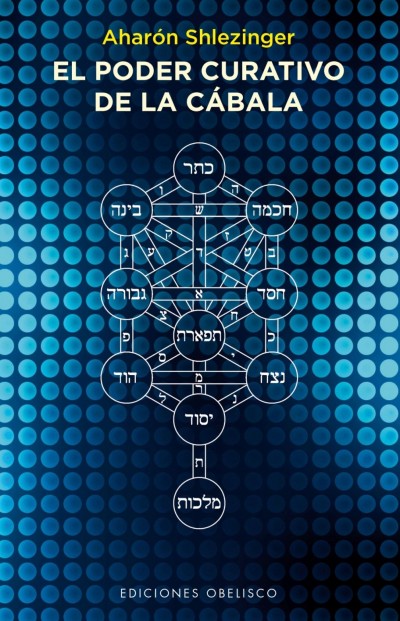 Aharón Shlezinger
EL PODER CURATIVO
DE LA CÁBALA
כתר
ה
ו
חכמה
בינה
ש
ז
ק
ב
ט
ד
ע
ג
חסד
א
גבורה
ח
צ
תפארת
כ
פ
י
ס
נצח
מ
הוד
ר
נ
ל
יסוד
ת
מלכות
EDICIONES OBELISCO